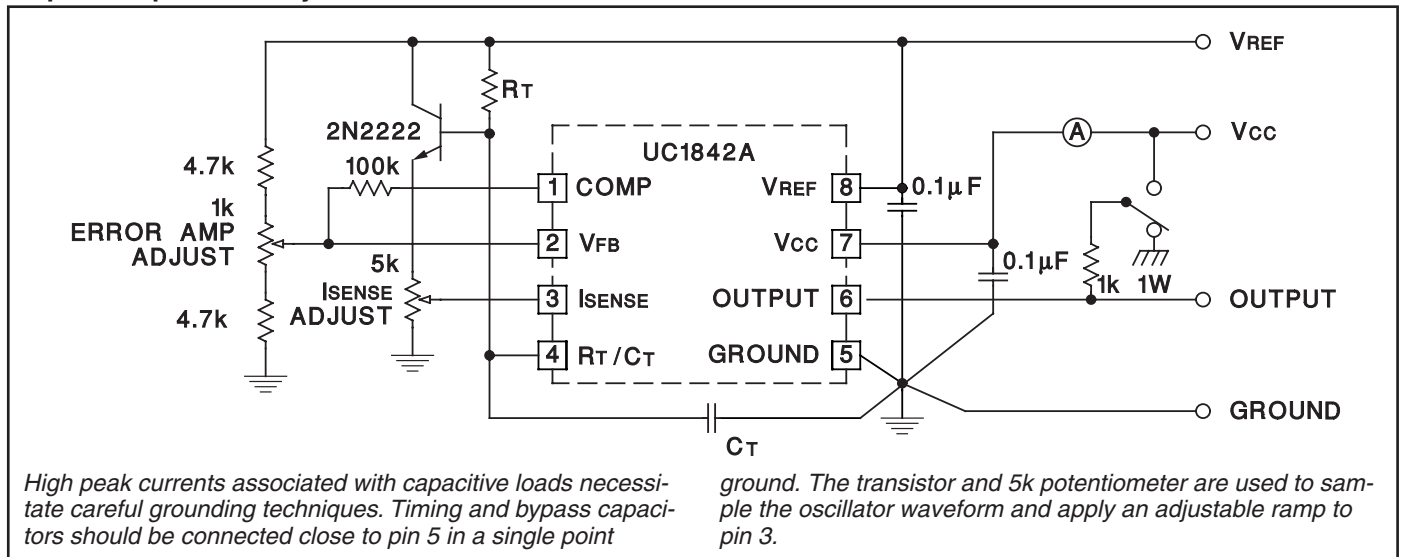 VREF
RT
VCC
A
2N2222
UC1842A
4.7k
100k
1 COMP
VREF 8
0.1µF
1k
ERROR AMP
ADJUST
2 VFB
VCC 7
5k
0.1µF
ISENSE
ADJUST
3 ISENSE
OUTPUT 6
1k 1W
OUTPUT
4.7k
4 RT/CT
GROUND 5
GROUND
CT
High peak currents associated with capacitive loads necessi-
tate careful grounding techniques. Timing and bypass capaci-
tors should be connected close to pin 5 in a single point
ground. The transistor and 5k potentiometer are used to sam-
ple the oscillator waveform and apply an adjustable ramp to
pin 3.